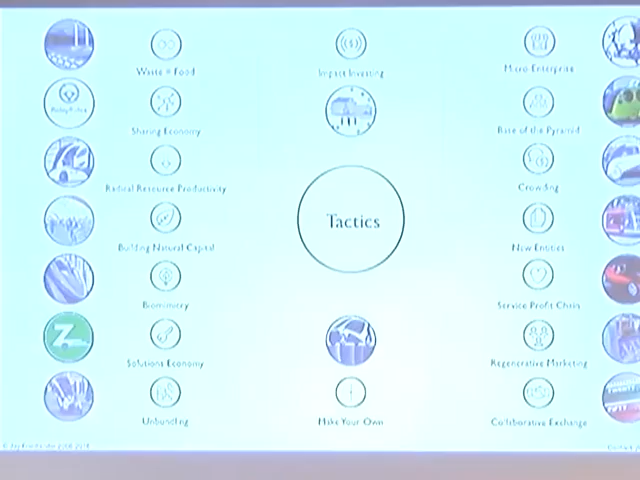 Waste = Food
Sharing Economy
Radical Resource Productivity
Building Natural Capital
Biomimicry
Solutions Economy
Unbundling
Z
Impact Investing
Tactics
Make Your Own
Micro Enterprise
Base of the Pyramid
Crowding
New Entities
Service Profit Chain
Regenerative Marketing
Collaborative Exchange